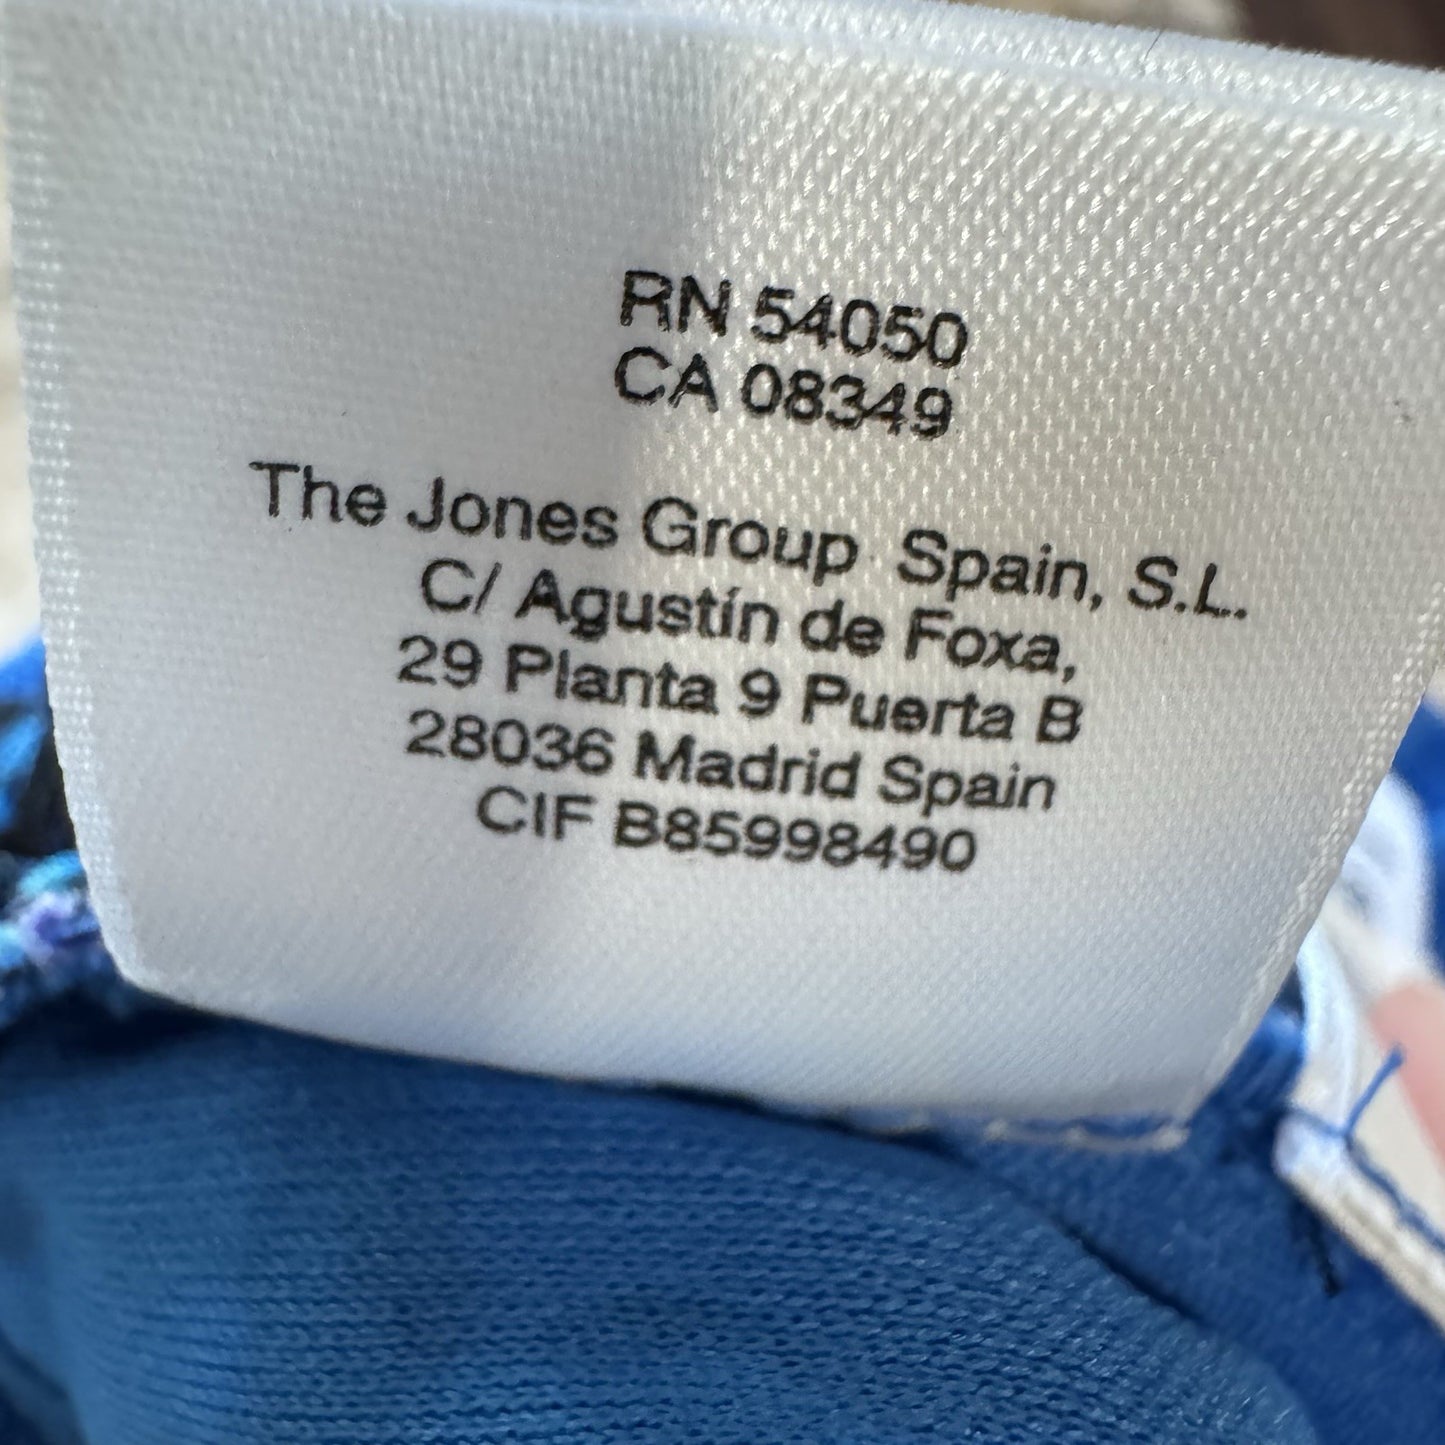 RN 54050
CA 08349
The Jones Group Spain, S.L.
C/ Agustín de Foxa,
29 Planta 9 Puerta B
28036 Madrid Spain
CIF B85998490